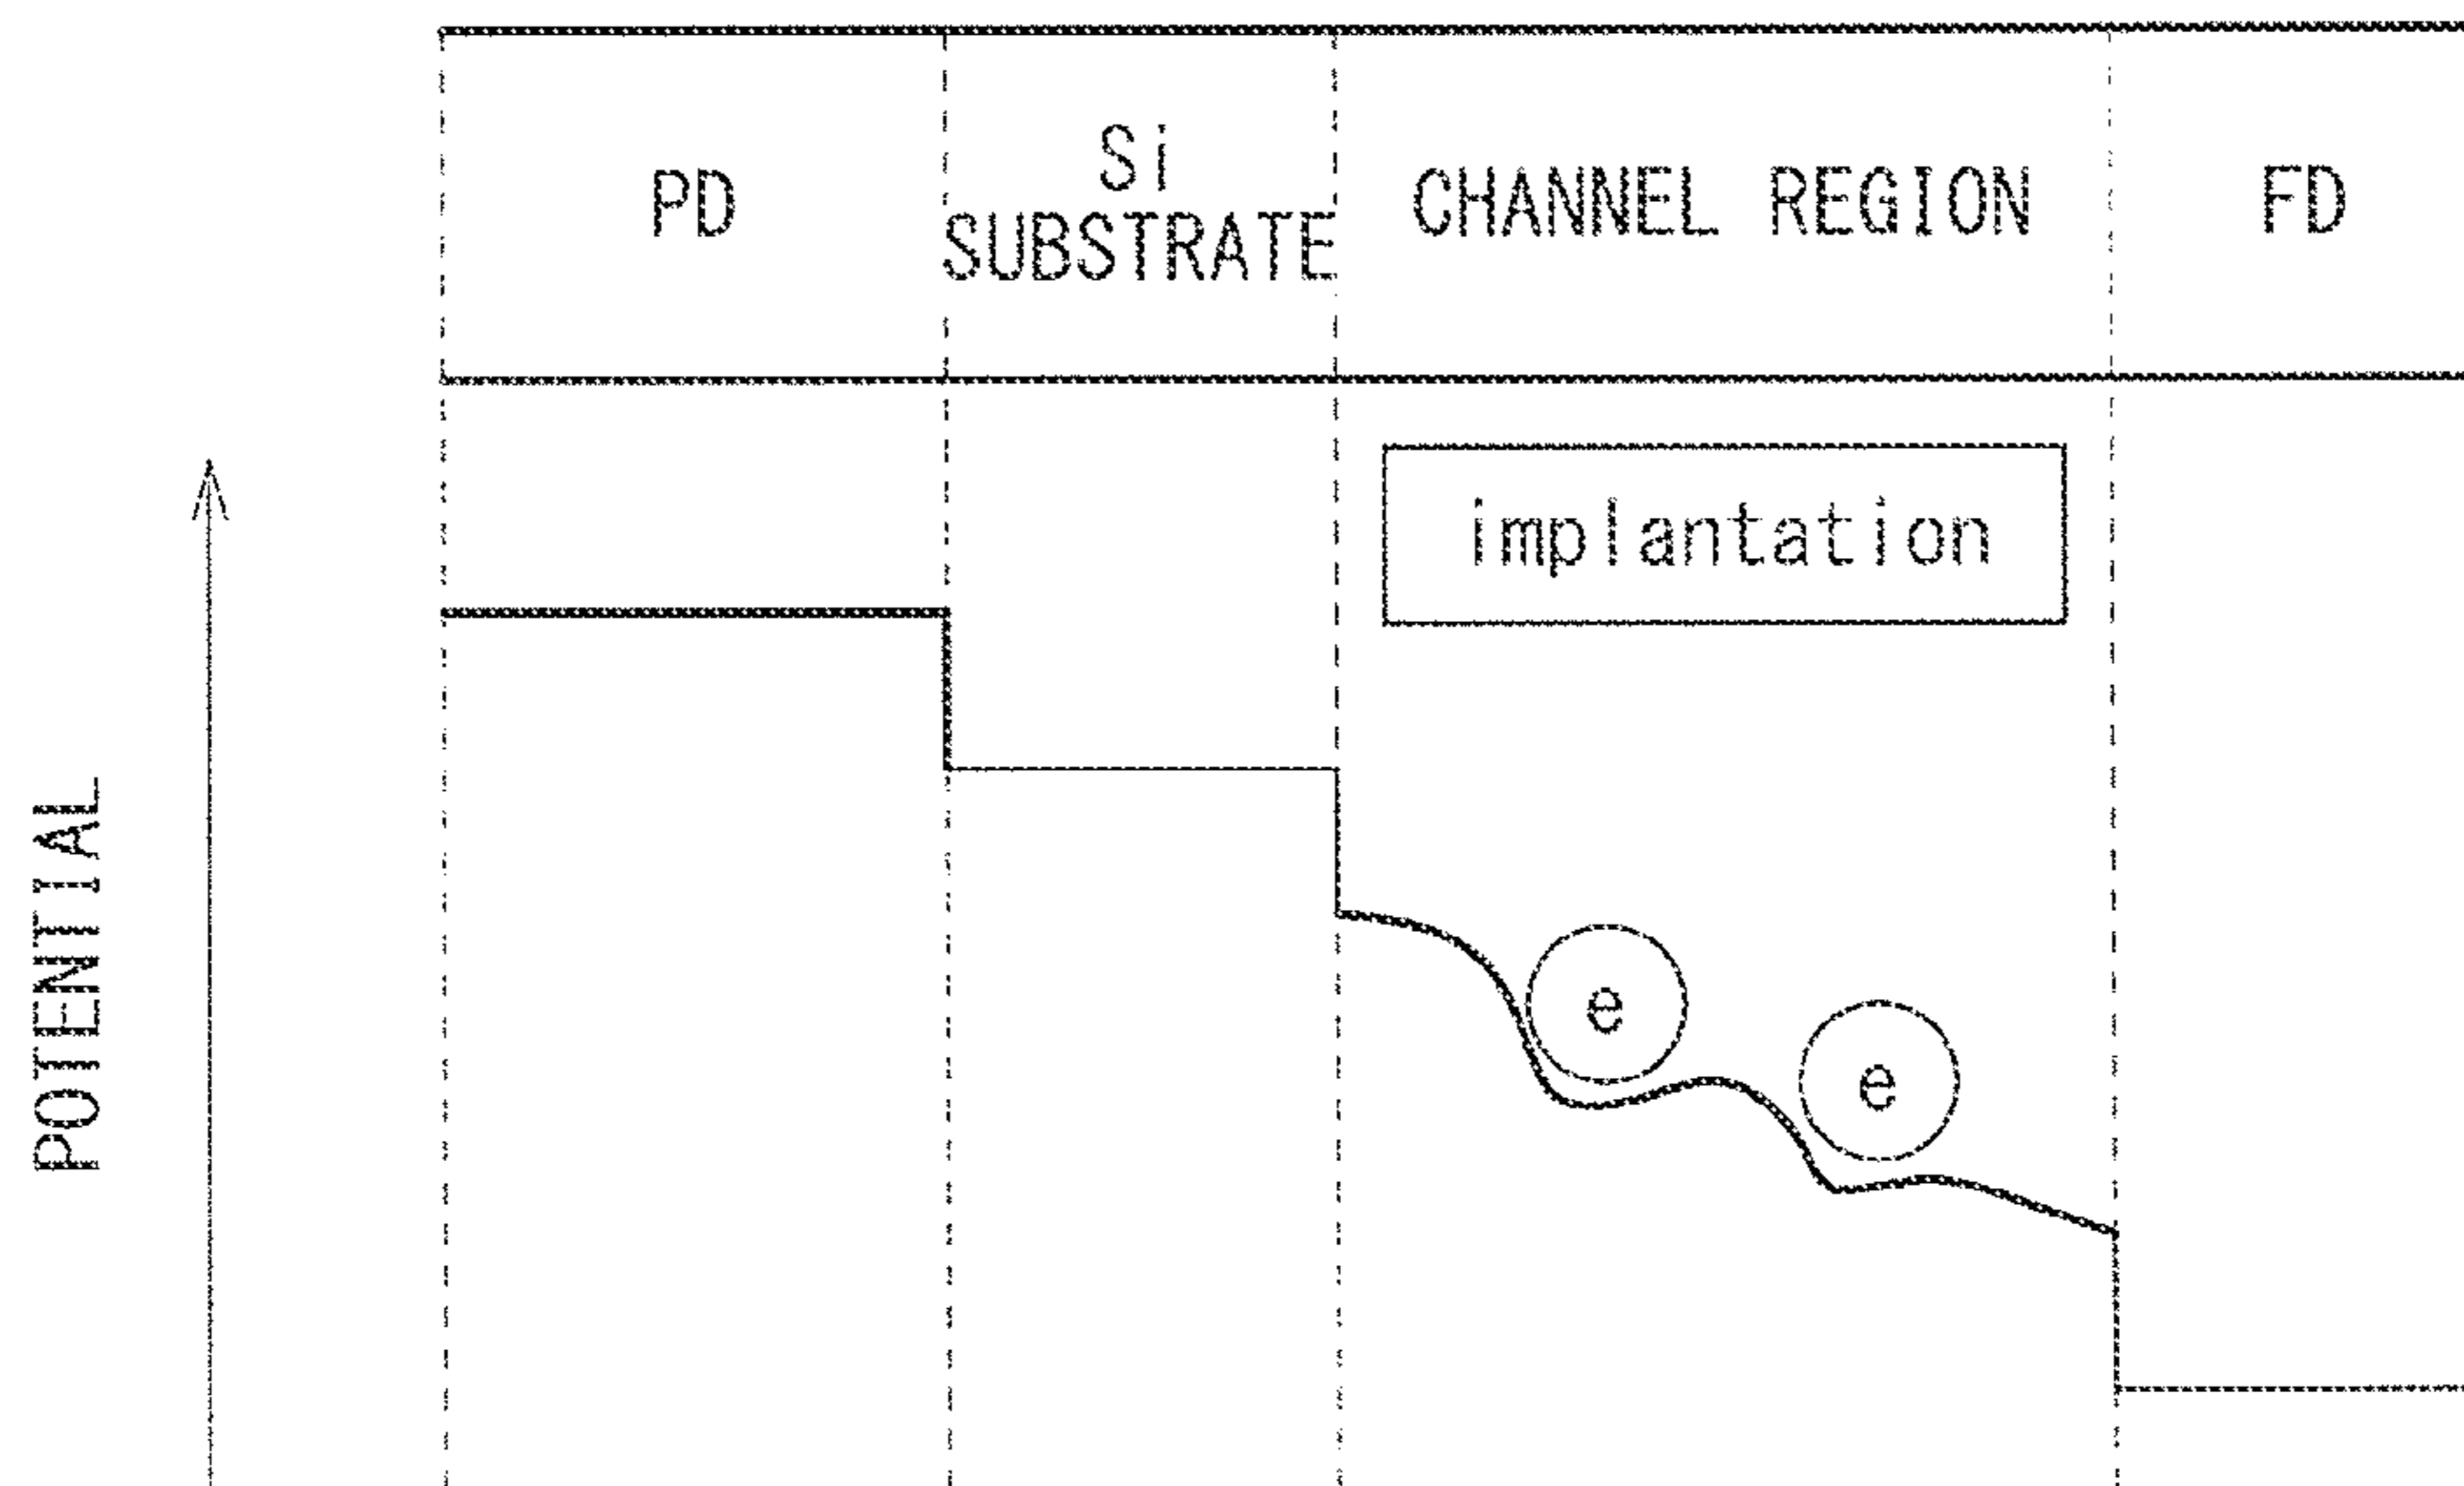 PD
Si
SUBSTRATE
CHANNEL REGION
FD
implantation
POTENTIAL
e
e